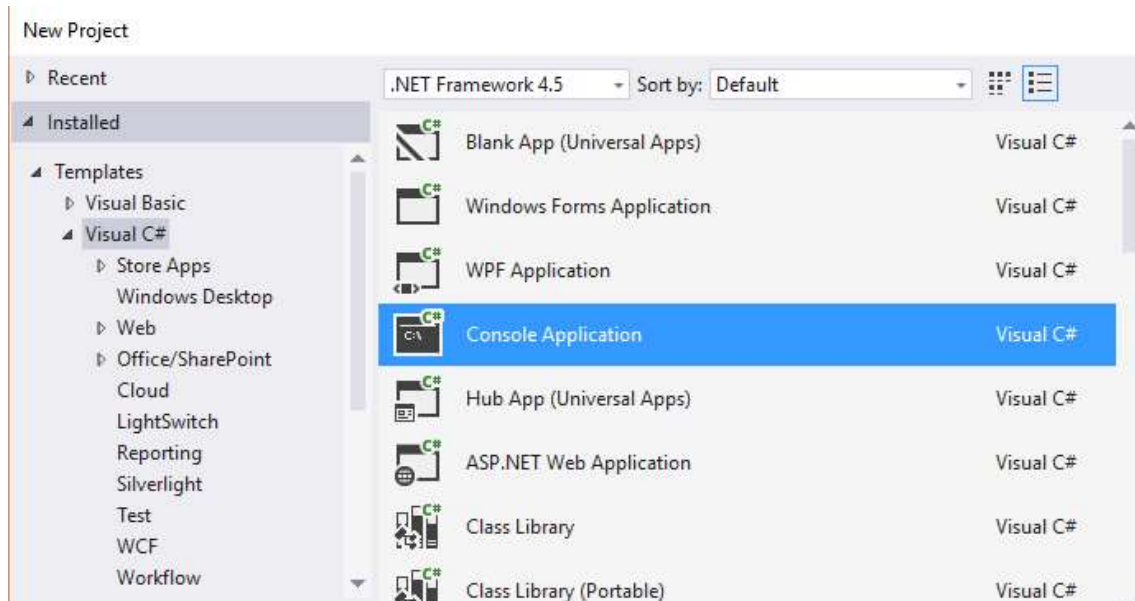 New Project
Recent
Installed
Templates
Visual Basic
Visual C#
Store Apps
Windows Desktop
Web
Office/SharePoint
Cloud
LightSwitch
Reporting
Silverlight
Test
WCF
Workflow
.NET Framework 4.5 Sort by: Default
C# Blank App (Universal Apps) Visual C#
C# Windows Forms Application Visual C#
C# WPF Application Visual C#
C# C:\ Console Application Visual C#
C# Hub App (Universal Apps) Visual C#
C# ASP.NET Web Application Visual C#
C# Class Library Visual C#
C# Class Library (Portable) Visual C#